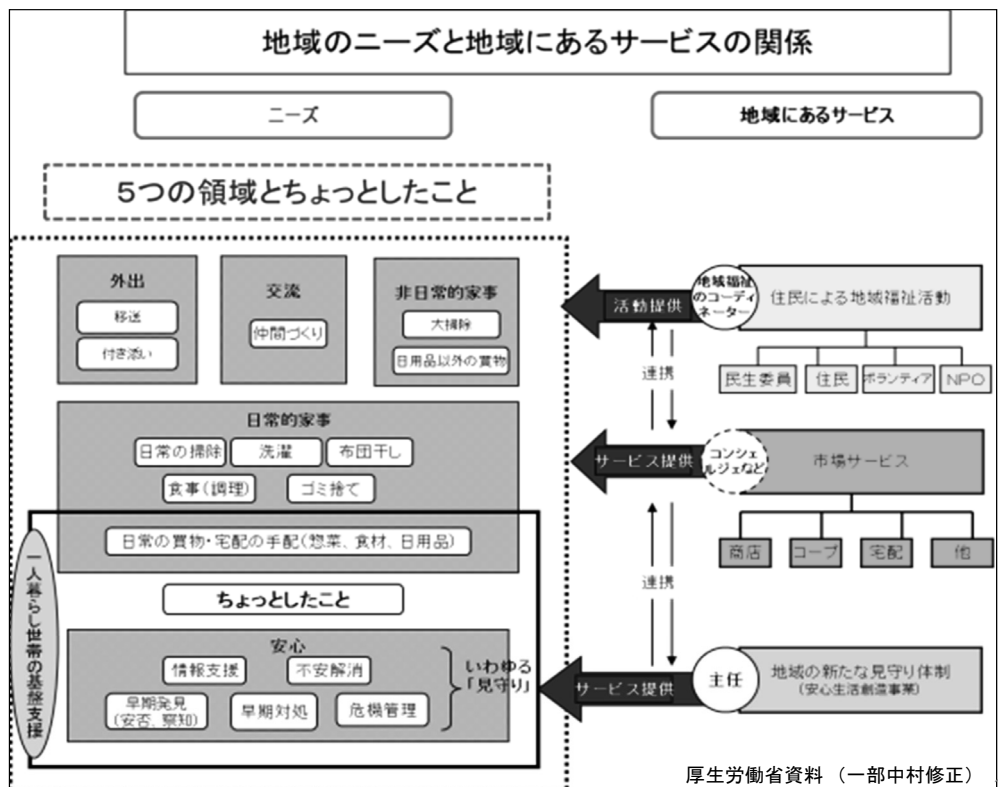 地域のニーズと地域にあるサービスの関係
ニーズ
地域にあるサービス
5つの領域とちょっとしたこと
外出
移送
付き添い
交流
仲間づくり
非日常的家事
大掃除
日用品以外の買物
日常的家事
日常の掃除
洗濯
布団干し
食事(調理)
ゴミ捨て
日常の買物・宅配の手配(惣菜、食材、日用品)
ちょっとしたこと
安心
情報支援
不安解消
早期発見
(安否、察知)
早期対処
危機管理
いわゆる
「見守り」
一人暮らし世帯の基盤支援
活動提供
地域福祉
のコーディ
ネーター
住民による地域福祉活動
民生委員
住民
ボランティア
NPO
連携
サービス提供
コンシェ
ルジェなど
市場サービス
商店
コープ
宅配
他
連携
サービス提供
主任
地域の新たな見守り体制
(安心生活創造事業)
厚生労働省資料 (一部中村修正)